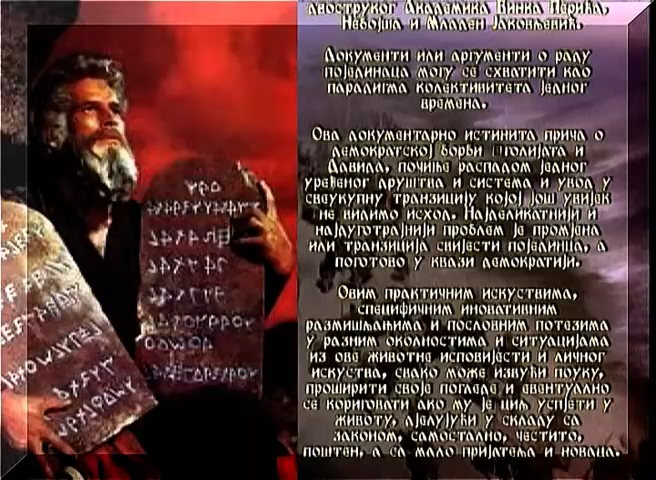 двоструког Академика Винка Перића,
Небојша и Млађен Јаковљевић.
Документи или аргументи о раду
појединаца могу се схватити као
парадигма колективитета једног
времена.
Ова документарно истинита прича о
демократској борби Голијата и
Давида, почиње распадом једног
уређеног друштва и система и увод у
свеукупну транзицију којој још увијек
не видимо исход. Најделикатнији и
најдуготрајнији проблем је промјена
или транзиција свијести појединца, а
поготово у квази демократији.
Овим практичним искуствима,
специфичним иновативним
размишљањима и пословним потезима
у разним околностима и ситуацијама
из ове животне исповијести и личног
искуства, свако може извући поуку,
проширити своје погледе и евентуално
се кориговати ако му је циљ успјети у
животу, дјелујући у складу са
законом, самостално, честито,
поштен, а са мало пријатеља и новаца.